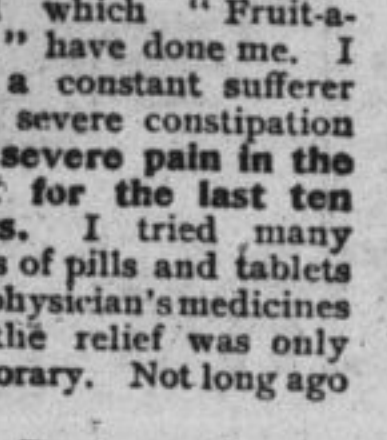 which "Fruit-a-
" have done me. I
a constant sufferer
severe constipation
severe pain in the
for the last ten
s. I tried many
s of pills and tablets
physician's medicines
the relief was only
orary. Not long ago